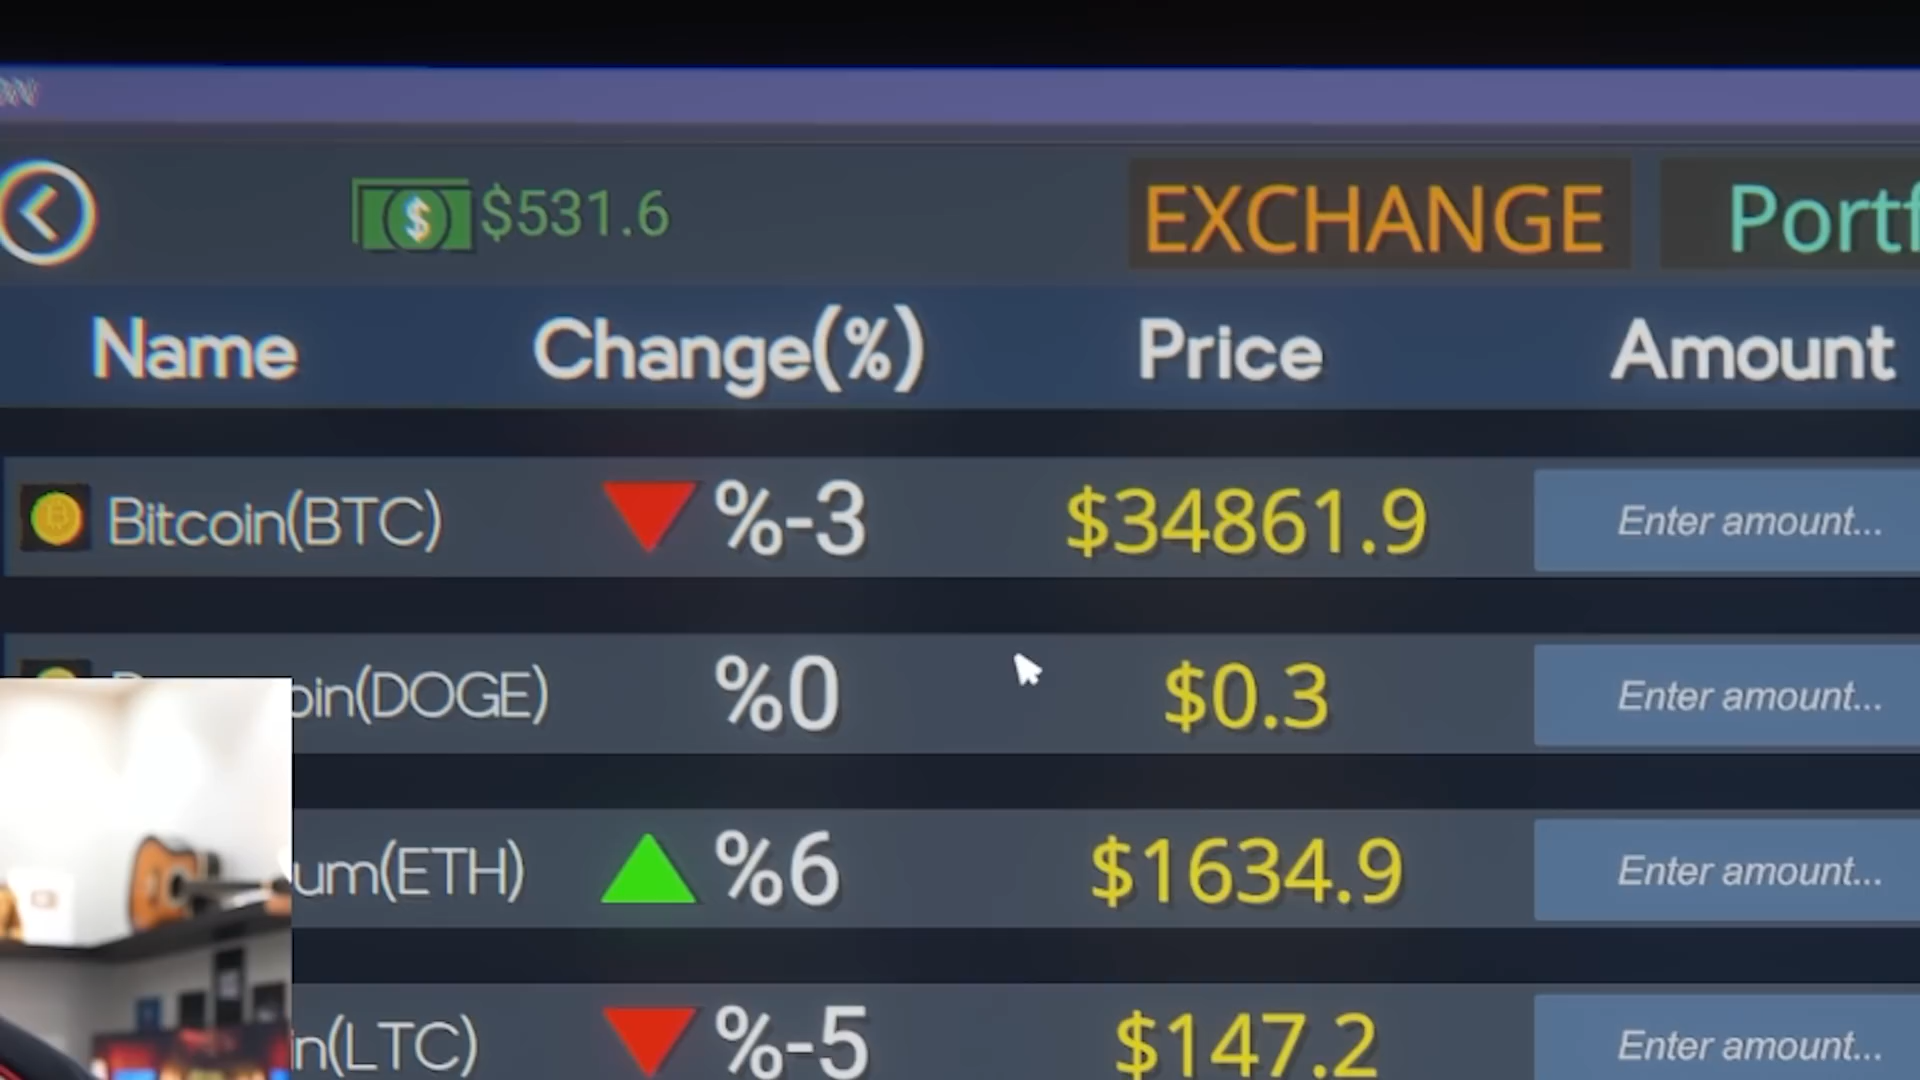 $531.6
EXCHANGE
Portf
Name Change(%) Price Amount
Bitcoin(BTC) %-3 $34861.9 Enter amount...
oin(DOGE) %0 $0.3 Enter amount...
um(ETH) %6 $1634.9 Enter amount...
in(LTC) %-5 $147.2 Enter amount...